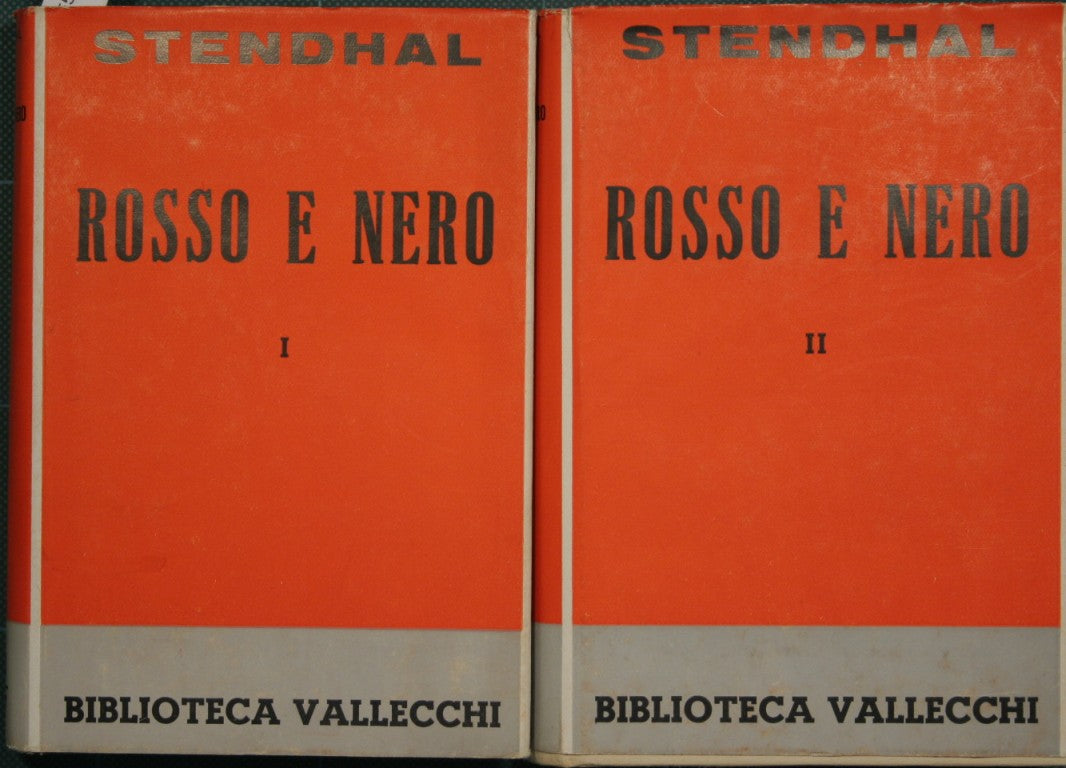 STENDHAL
ROSSO E NERO
I
BIBLIOTECA VALLECCHI
STENDHAL
ROSSO E NERO
II
BIBLIOTECA VALLECCHI